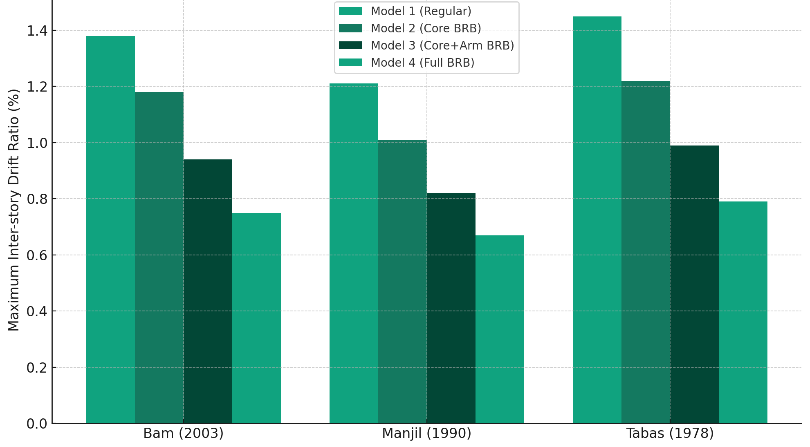 Model 1 (Regular)
Model 2 (Core BRB)
Model 3 (Core+Arm BRB)
Model 4 (Full BRB)
Maximum Inter-story Drift Ratio (%)
1.4
1.2
1.0
0.8
0.6
0.4
0.2
0.0
Bam (2003) Manjil (1990) Tabas (1978)